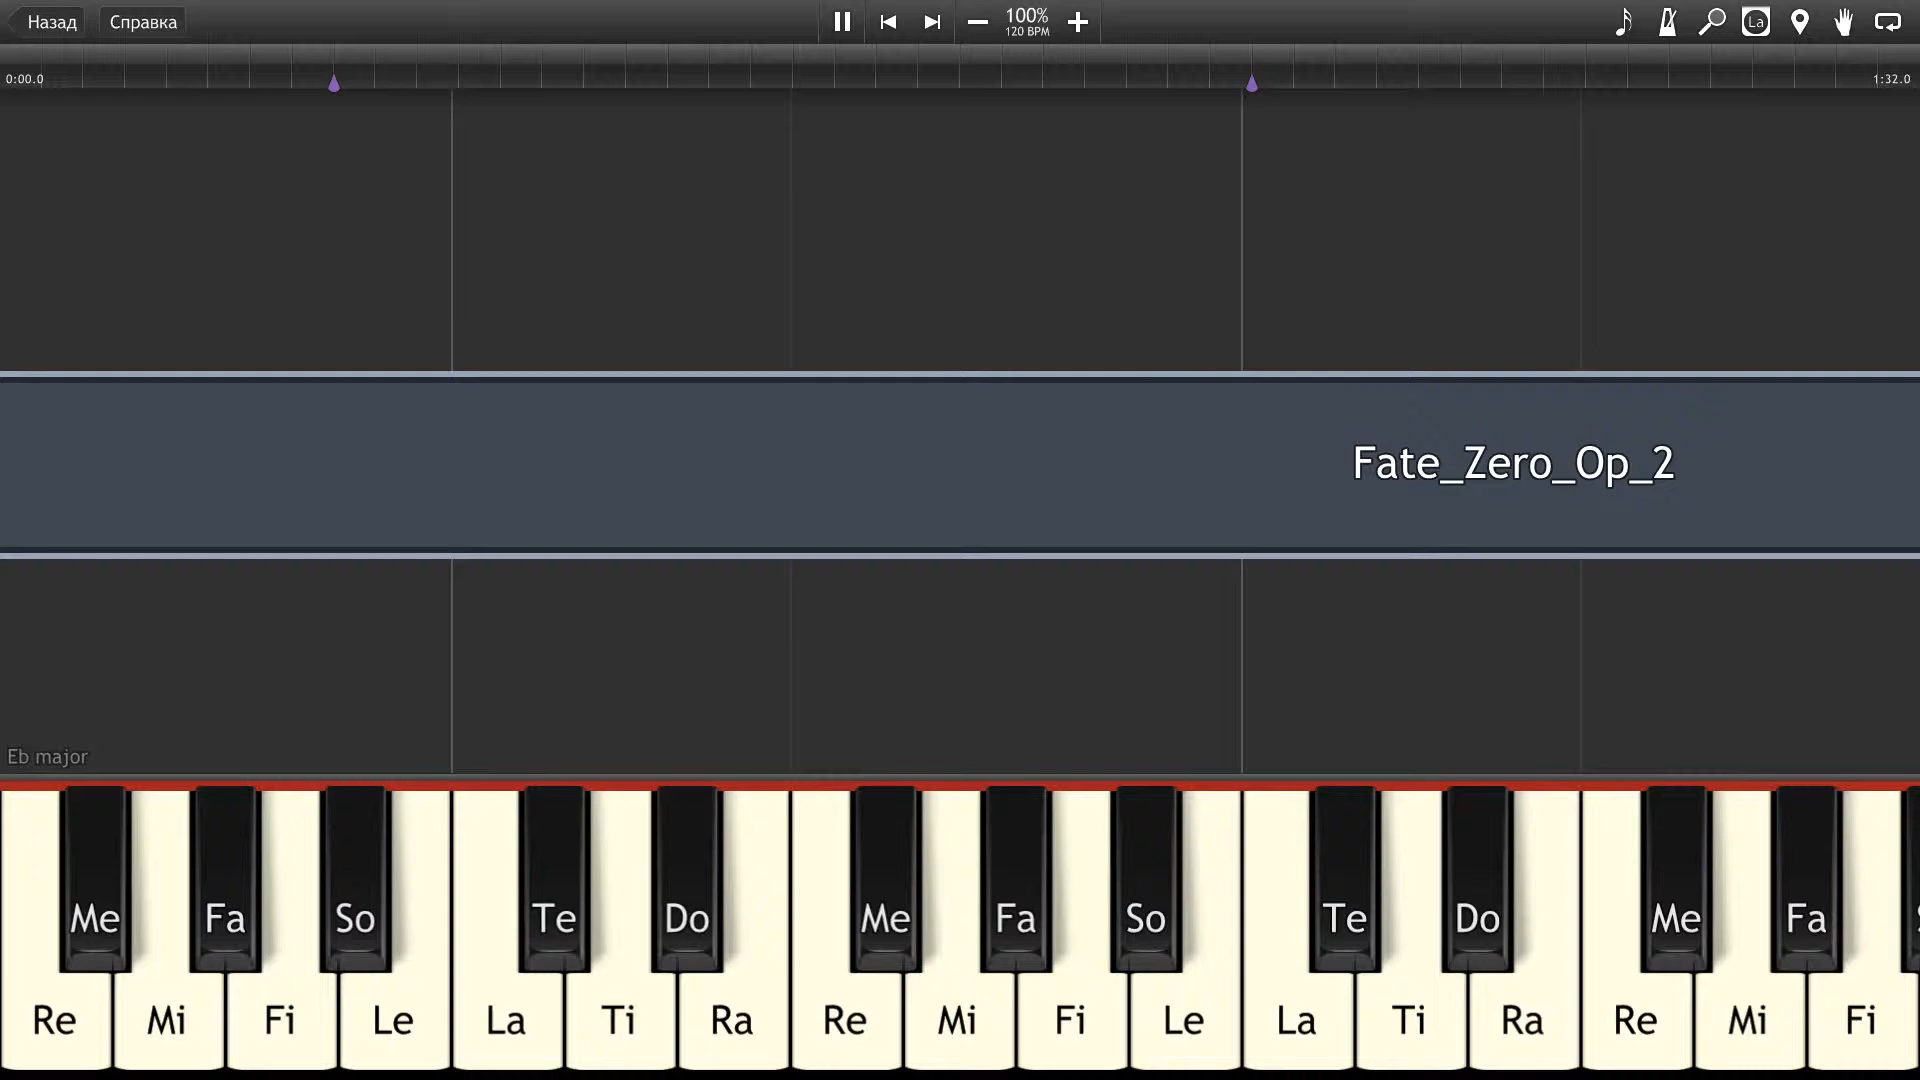 Назад Справка 100% La
120 BPM
0:00.0 1:32.0
Fate_Zero_Op_2
Eb major
Me Fa So Te Do Me Fa So Te Do Me Fa
Re Mi Fi Le La Ti Ra Re Mi Fi Le La Ti Ra Re Mi Fi